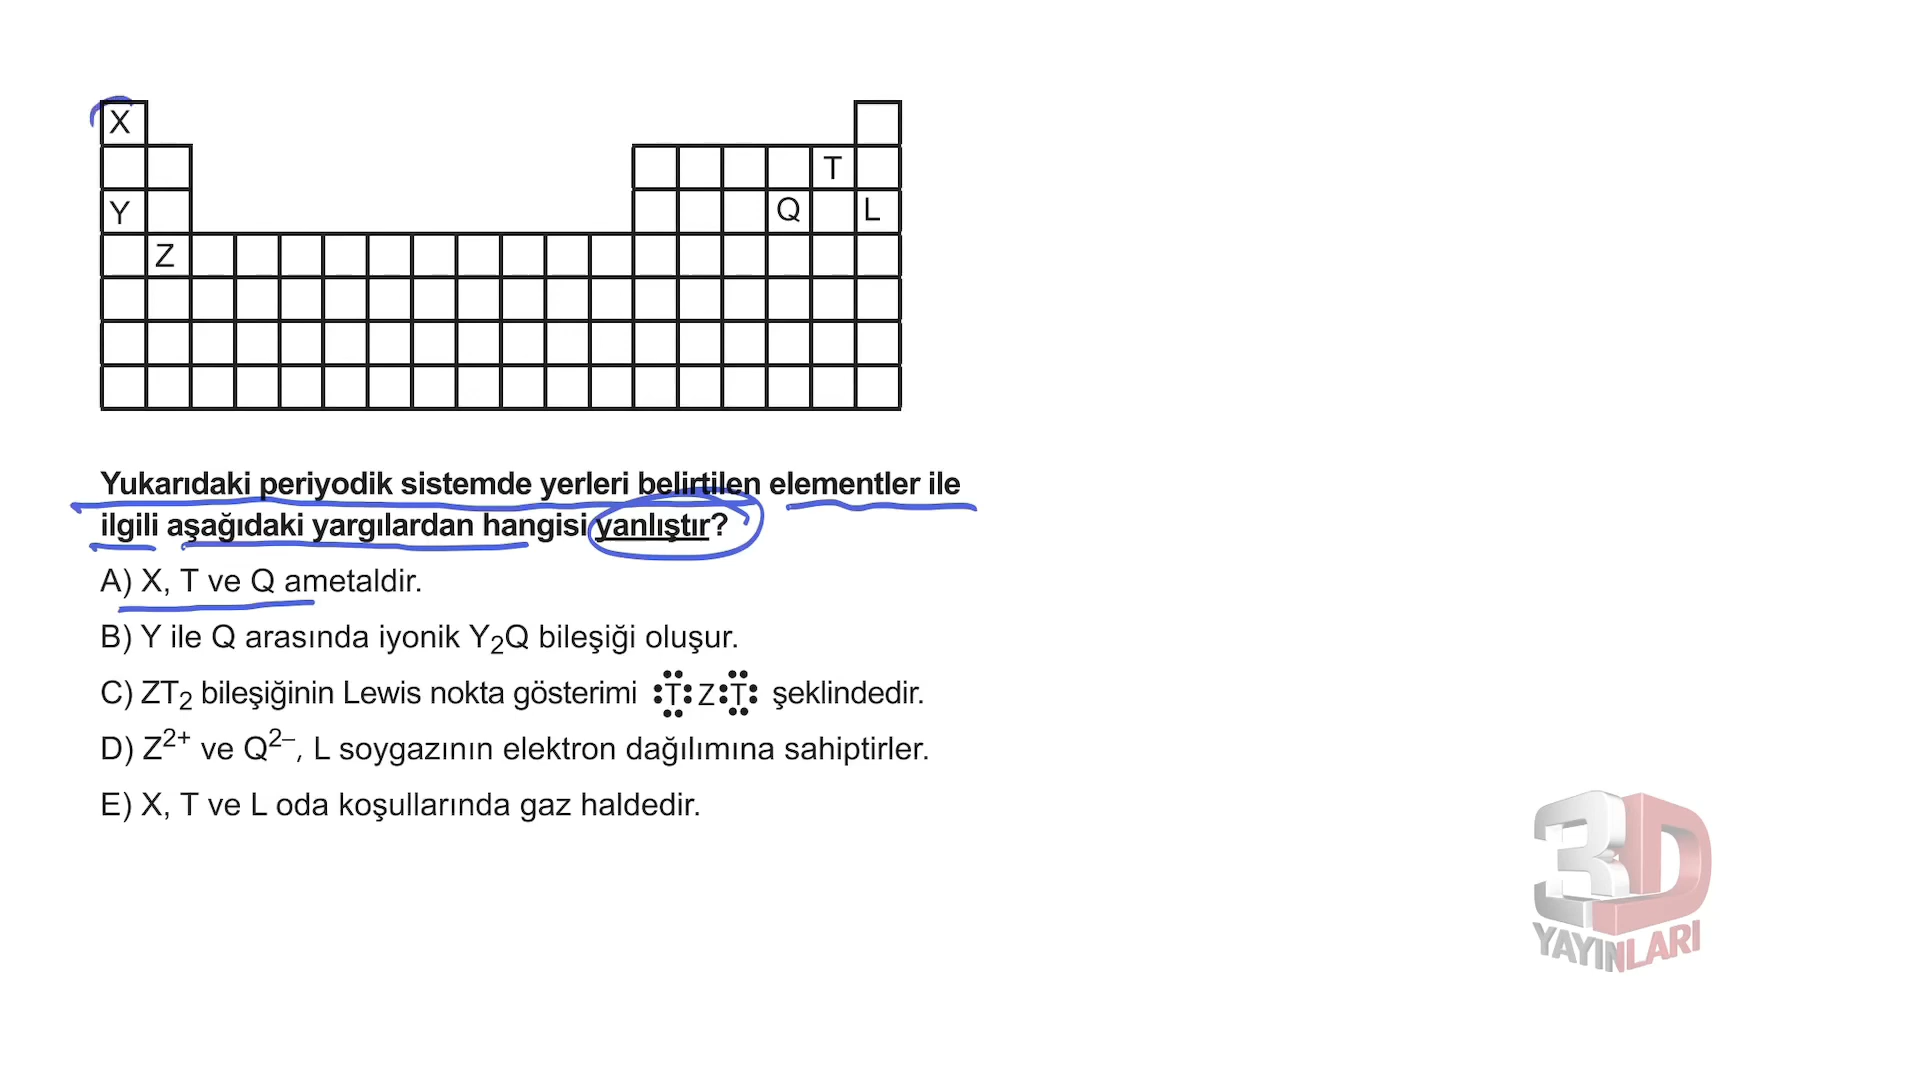 X
T
Y
Q
L
Z
Yukarıdaki periyodik sistemde yerleri belirtilen elementler ile
ilgili aşağıdaki yargılardan hangisi yanlıştır?
A) X, T ve Q ametaldir.
B) Y ile Q arasında iyonik Y₂Q bileşiği oluşur.
C) ZT₂ bileşiğinin Lewis nokta gösterimi T Z T şeklindedir.
D) Z²⁺ ve Q²⁻, L soygazının elektron dağılımına sahiptirler.
E) X, T ve L oda koşullarında gaz haldedir.
3D
YAYINLARI